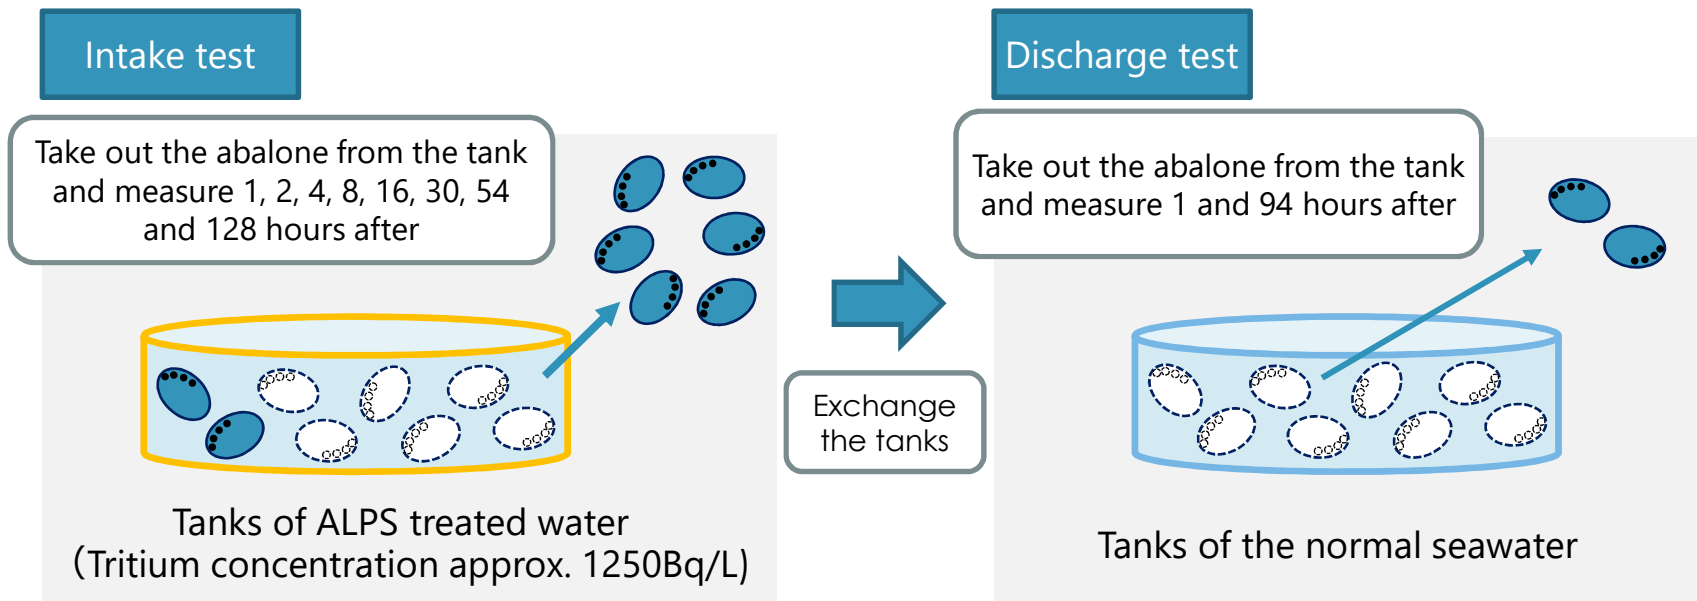 Intake test
Take out the abalone from the tank
and measure 1, 2, 4, 8, 16, 30, 54
and 128 hours after
Tanks of ALPS treated water
(Tritium concentration approx. 1250Bq/L)
Exchange
the tanks
Discharge test
Take out the abalone from the tank
and measure 1 and 94 hours after
Tanks of the normal seawater